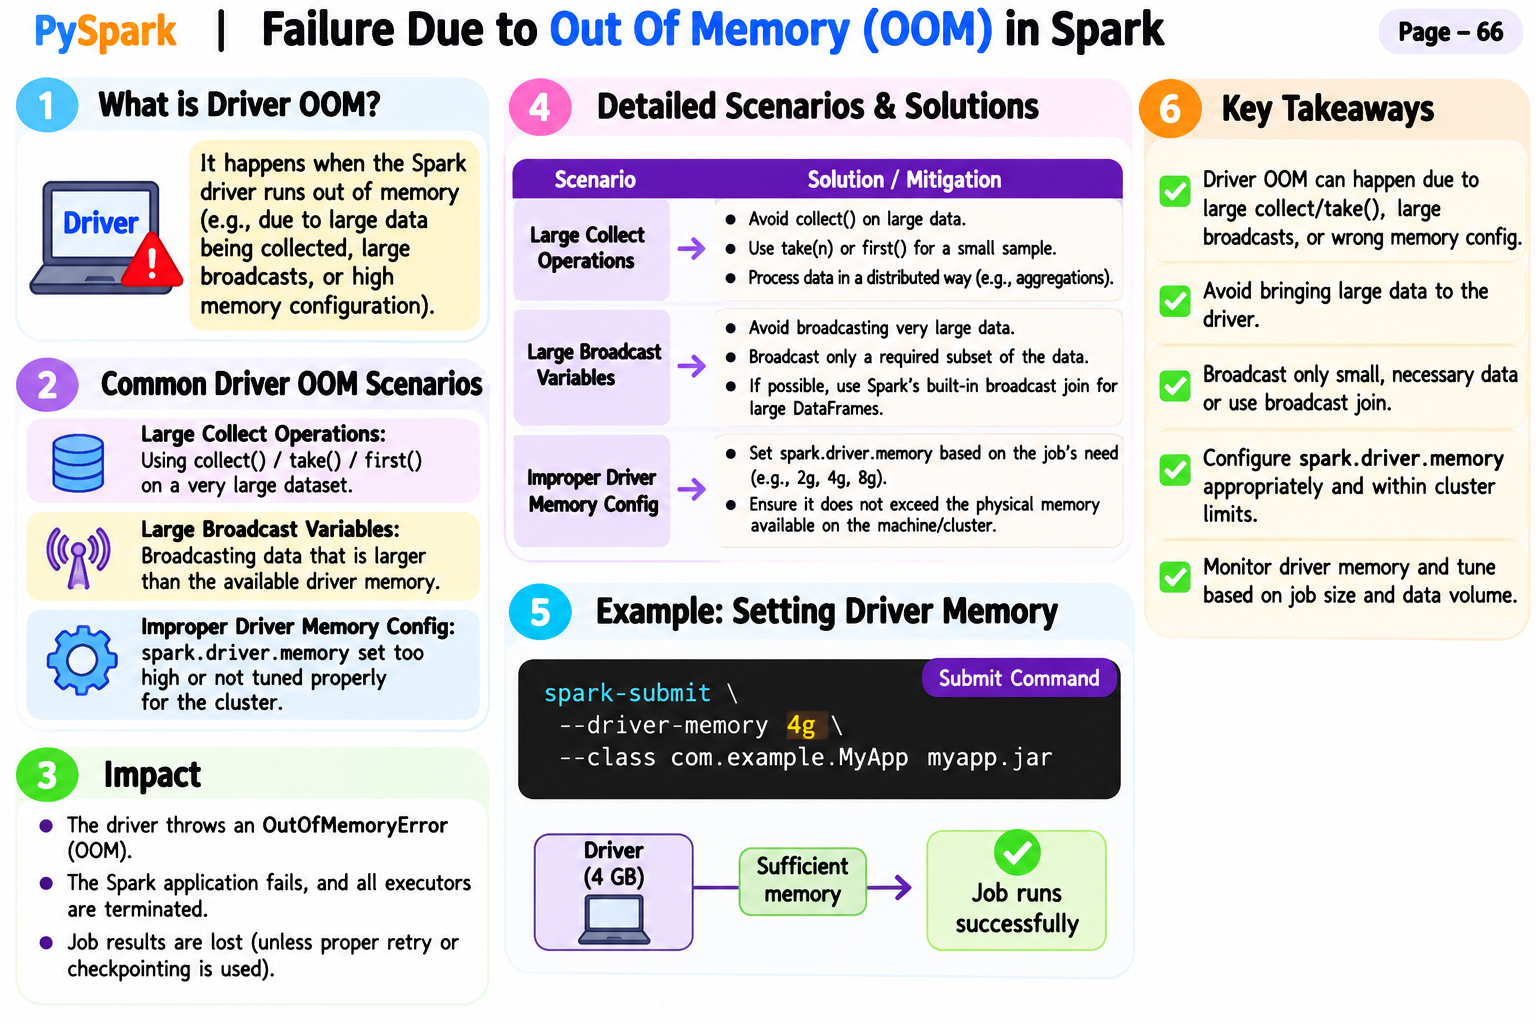 PySpark | Failure Due to Out Of Memory (OOM) in Spark
Page – 66
1 What is Driver OOM?
Driver
It happens when the Spark
driver runs out of memory
(e.g., due to large data
being collected, large
broadcasts, or high
memory configuration).
2 Common Driver OOM Scenarios
Large Collect Operations:
Using collect() / take() / first()
on a very large dataset.
Large Broadcast Variables:
Broadcasting data that is larger
than the available driver memory.
Improper Driver Memory Config:
spark.driver.memory set too
high or not tuned properly
for the cluster.
3 Impact
• The driver throws an OutOfMemoryError
(OOM).
• The Spark application fails, and all executors
are terminated.
• Job results are lost (unless proper retry or
checkpointing is used).
4 Detailed Scenarios & Solutions
Scenario
Solution / Mitigation
Large Collect
Operations
• Avoid collect() on large data.
• Use take(n) or first() for a small sample.
• Process data in a distributed way (e.g., aggregations).
Large Broadcast
Variables
• Avoid broadcasting very large data.
• Broadcast only a required subset of the data.
• If possible, use Spark's built-in broadcast join for
large DataFrames.
Improper Driver
Memory Config
• Set spark.driver.memory based on the job's need
(e.g., 2g, 4g, 8g).
• Ensure it does not exceed the physical memory
available on the machine/cluster.
5 Example: Setting Driver Memory
Submit Command
spark-submit \
--driver-memory 4g \
--class com.example.MyApp myapp.jar
Driver
(4 GB)
Sufficient
memory
Job runs
successfully
6 Key Takeaways
Driver OOM can happen due to
large collect/take(), large
broadcasts, or wrong memory config.
Avoid bringing large data to the
driver.
Broadcast only small, necessary data
or use broadcast join.
Configure spark.driver.memory
appropriately and within cluster
limits.
Monitor driver memory and tune
based on job size and data volume.